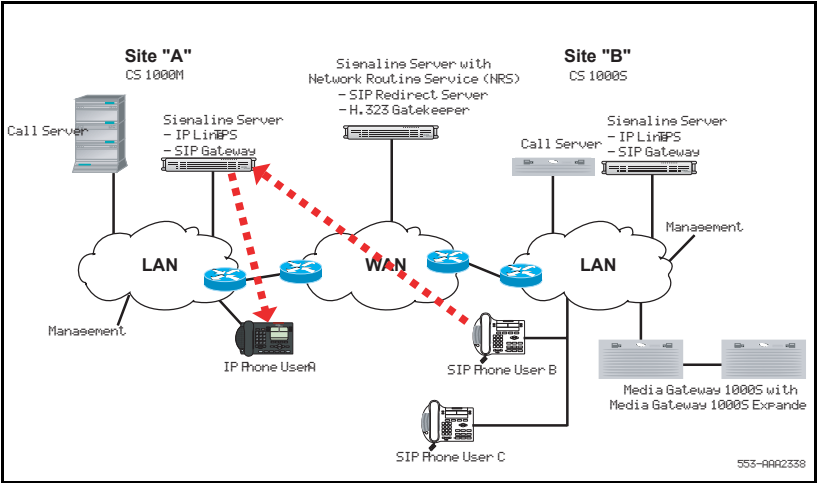 Site "A"
CS 1000M
Call Server
Signaling Server
- IP Line TPS
- SIP Gateway
Signaling Server with
Network Routing Service (NRS)
- SIP Redirect Server
- H.323 Gatekeeper
Site "B"
CS 1000S
Call Server
Signaling Server
- IP Line TPS
- SIP Gateway
Management
LAN
WAN
LAN
Management
IP Phone UserA
SIP Phone User B
Media Gateway 1000S with
Media Gateway 1000S Expande
SIP Phone User C
553-AAA2338